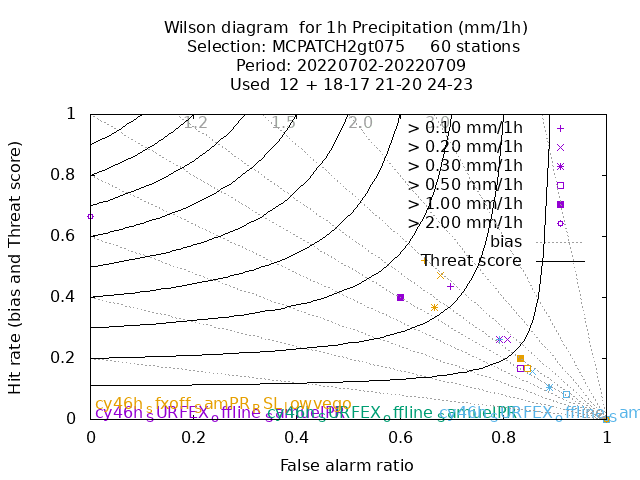 Wilson diagram  for 1h Precipitation (mm/1h)
Selection: MCPATCH2gt075     60 stations
Period: 20220702-20220709
Used  12 + 18-17 21-20 24-23
Hit rate (bias and Threat score)
1
0.8
0.6
0.4
0.2
0
1.2
1.5
2.0
> 0.10 mm/1h
> 0.20 mm/1h
> 0.30 mm/1h
> 0.50 mm/1h
> 1.00 mm/1h
> 2.00 mm/1h
bias
Threat score
cy46h_sfxoff_samPR_RSL_lowvego
cy46h_sURFEX_offline_s
0
0.2
0.4
0.6
0.8
1
False alarm ratio